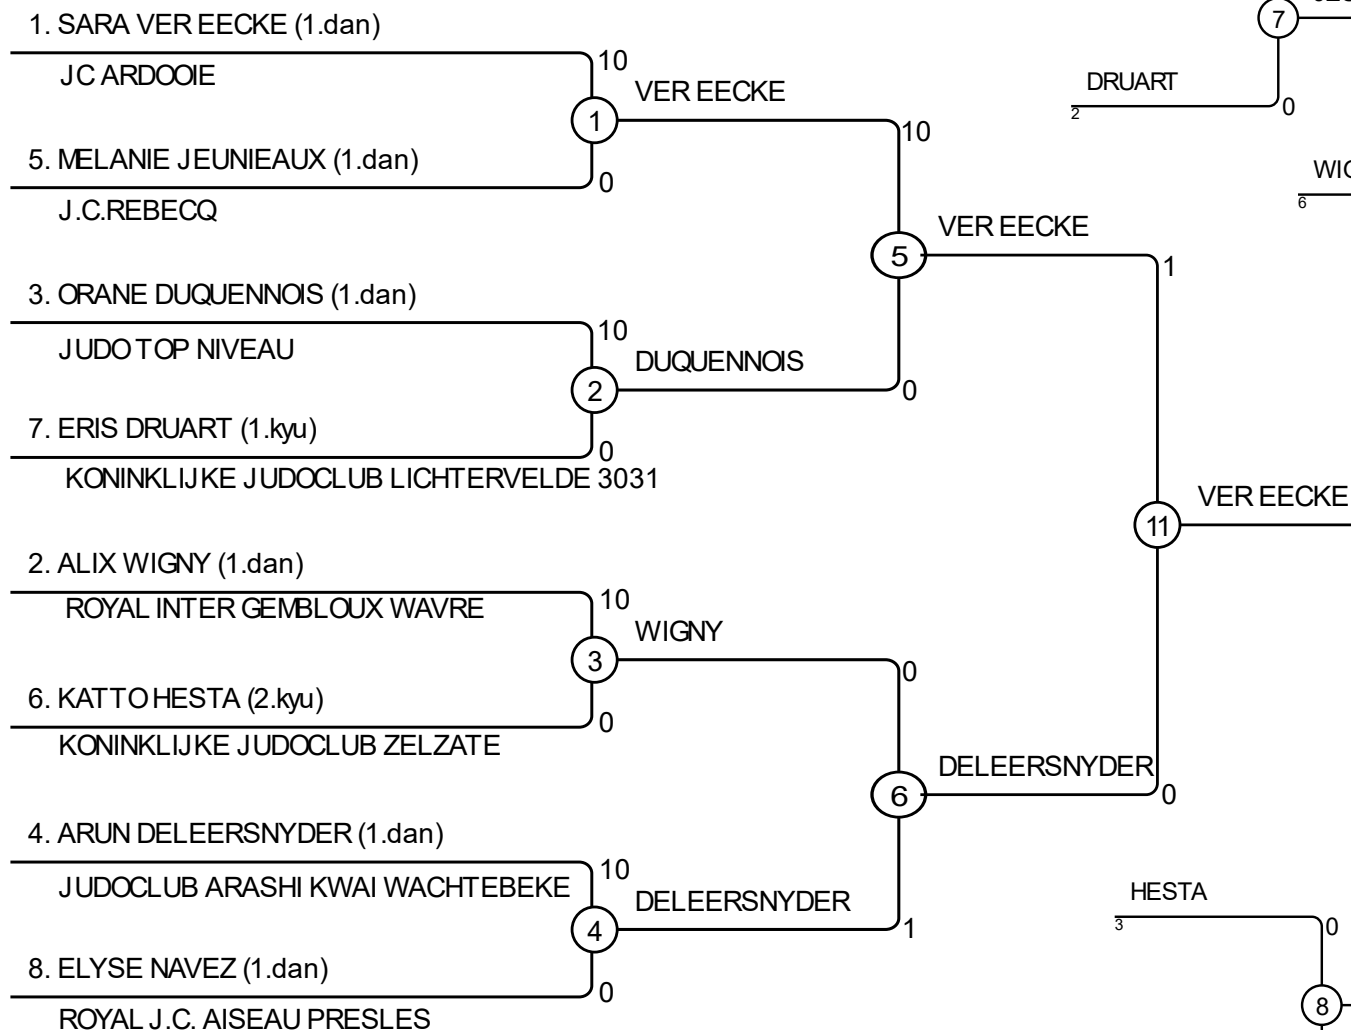 1. SARA VER EECKE (1.dan)
10
JC ARDOOIE
1
VER EECKE
5. MELANIE JEUNIEAUX (1.dan)
0
J.C.REBECQ
10
5
VER EECKE
3. ORANE DUQUENNOIS (1.dan)
10
JUDO TOP NIVEAU
2
DUQUENNOIS
0
7. ERIS DRUART (1.kyu)
0
KONINKLIJKE JUDOCLUB LICHTERVELDE 3031
1
11
VER EECKE
2. ALIX WIGNY (1.dan)
10
ROYAL INTER GEMBLOUX WAVRE
3
WIGNY
0
6. KATTO HESTA (2.kyu)
0
KONINKLIJKE JUDOCLUB ZELZATE
6
DELEERSNYDER
0
4. ARUN DELEERSNYDER (1.dan)
10
JUDOCLUB ARASHI KWAI WACHTEBEKE
4
DELEERSNYDER
1
8. ELYSE NAVEZ (1.dan)
0
ROYAL J.C. AISEAU PRESLES
7
DRUART
2
0
6
HESTA
3
0
8